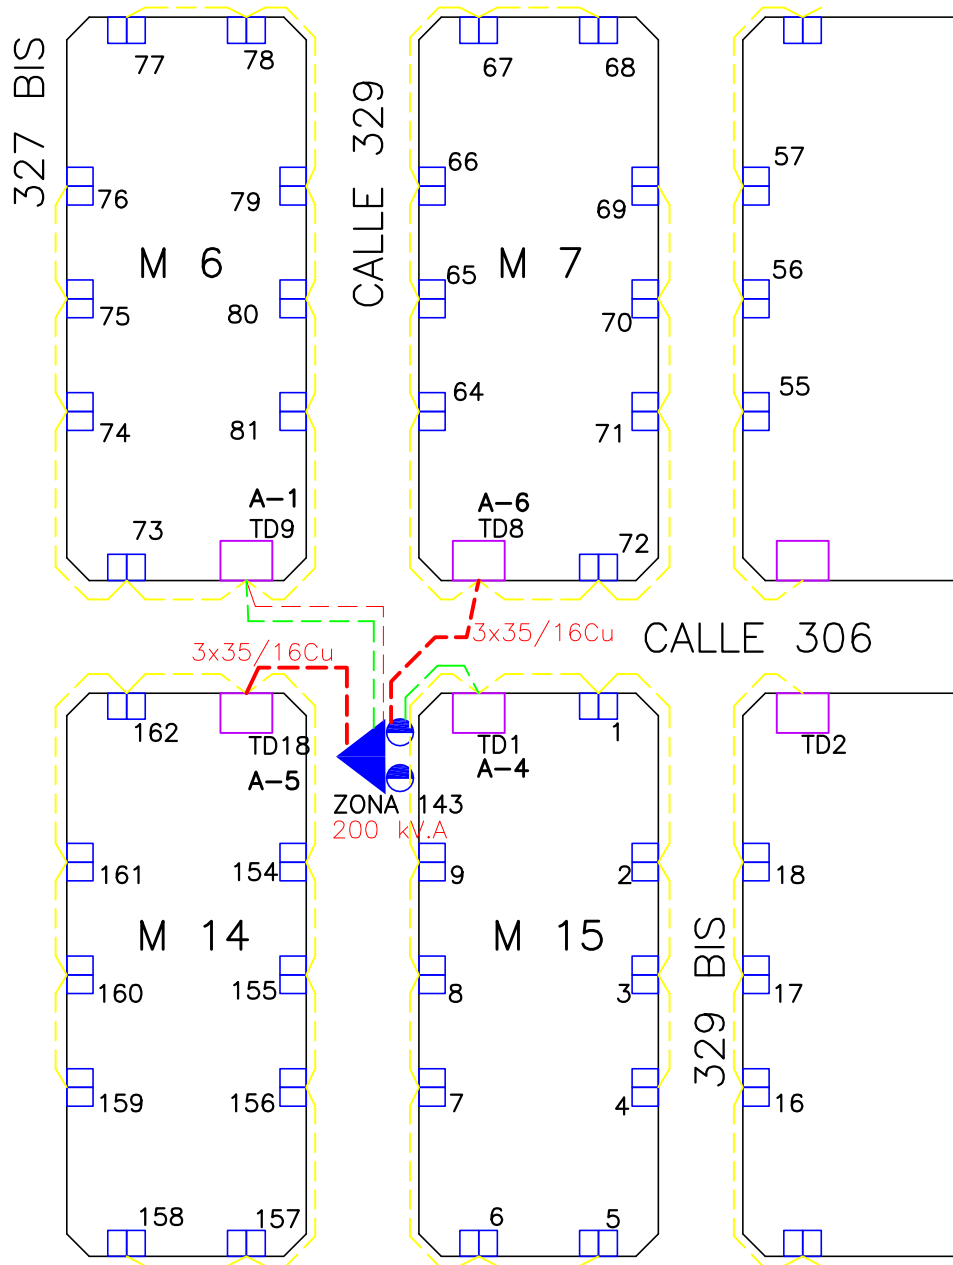 327 BIS
77
78
CALLE 329
67
68
57
76
79
66
69
M 6
M 7
75
80
65
70
56
74
81
64
71
55
73
A-1
TD9
A-6
TD8
72
3x35/16Cu
3x35/16Cu
CALLE 306
162
TD18
A-5
TD1
A-4
1
TD2
ZONA 143
200 kV.A
161
154
9
2
18
M 14
M 15
329 BIS
160
155
8
3
17
159
156
7
4
16
158
157
6
5